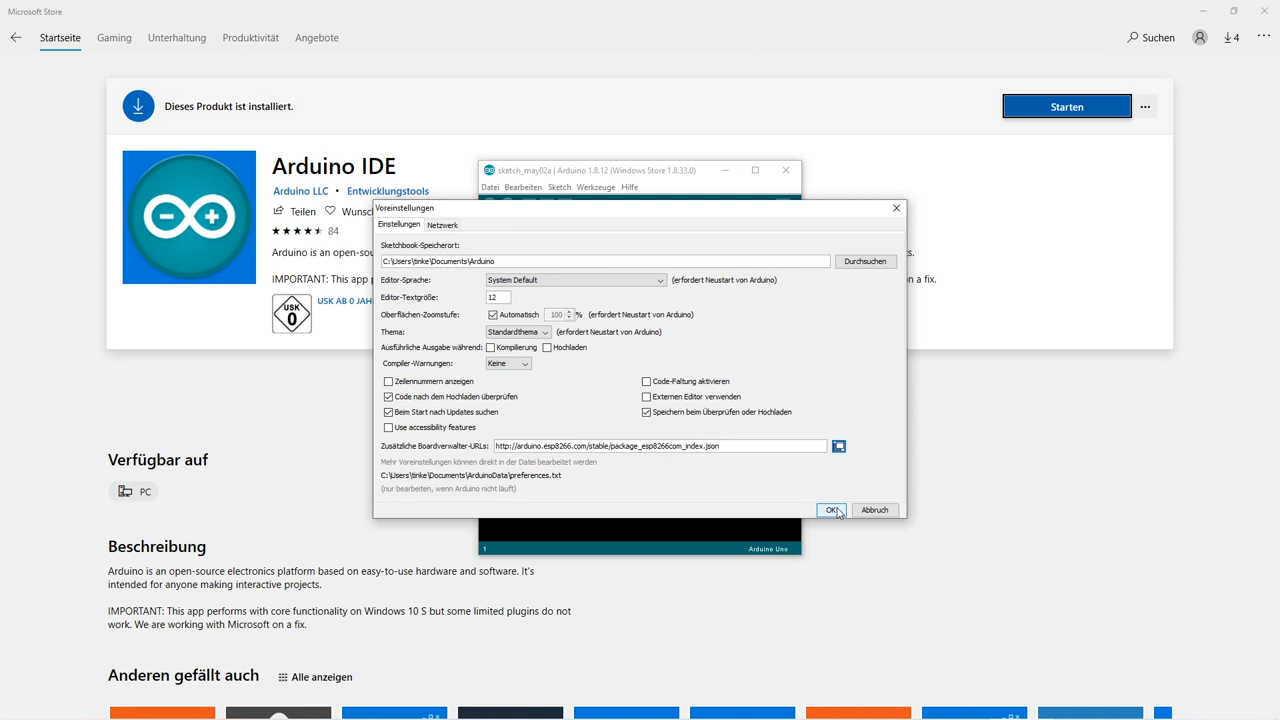 Microsoft Store
Startseite Gaming Unterhaltung Produktivität Angebote Suchen 4
Dieses Produkt ist installiert. Starten
Arduino IDE
Arduino LLC • Entwicklungstools
Teilen Wunsc
84
Arduino is an open-sou
IMPORTANT: This app p
n a fix.
USK 0
USK AB 0 JAH
sketch_may02a | Arduino 1.8.12 (Windows Store 1.8.33.0)
Datei Bearbeiten Sketch Werkzeuge Hilfe
Voreinstellungen
Einstellungen Netzwerk
Sketchbook-Speicherort:
C:\Users\tinke\Documents\Arduino Durchsuchen
Editor-Sprache: System Default (erfordert Neustart von Arduino)
Editor-Textgröße: 12
Oberflächen-Zoomstufe: Automatisch 100 % (erfordert Neustart von Arduino)
Thema: Standardthema (erfordert Neustart von Arduino)
Ausführliche Ausgabe während: Kompilierung Hochladen
Compiler-Warnungen: Keine
Zeilennummern anzeigen Code-Faltung aktivieren
Code nach dem Hochladen überprüfen Externen Editor verwenden
Beim Start nach Updates suchen Speichern beim Überprüfen oder Hochladen
Use accessibility features
Zusätzliche Boardverwalter-URLs: http://arduino.esp8266.com/stable/package_esp8266com_index.json
Mehr Voreinstellungen können direkt in der Datei bearbeitet werden
C:\Users\tinke\Documents\ArduinoData\preferences.txt
(nur bearbeiten, wenn Arduino nicht läuft)
OK Abbruch
1 Arduino Uno
Verfügbar auf
PC
Beschreibung
Arduino is an open-source electronics platform based on easy-to-use hardware and software. It's
intended for anyone making interactive projects.
IMPORTANT: This app performs with core functionality on Windows 10 S but some limited plugins do not
work. We are working with Microsoft on a fix.
Anderen gefällt auch Alle anzeigen